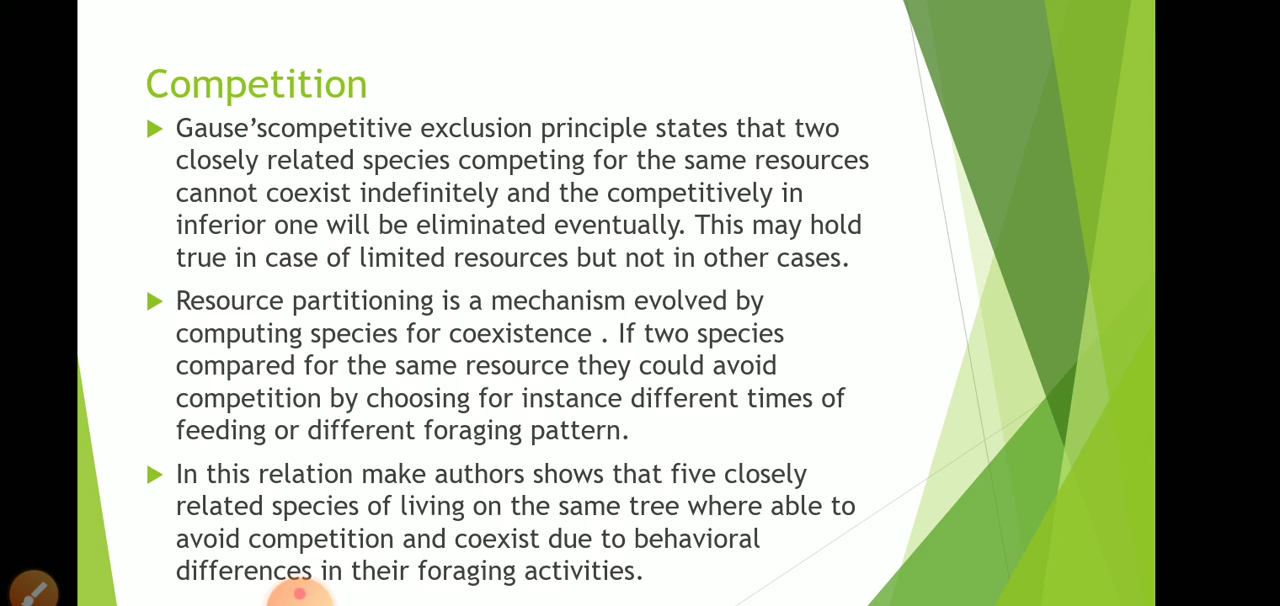 Competition
Gause’scompetitive exclusion principle states that two
closely related species competing for the same resources
cannot coexist indefinitely and the competitively in
inferior one will be eliminated eventually. This may hold
true in case of limited resources but not in other cases.
Resource partitioning is a mechanism evolved by
computing species for coexistence . If two species
compared for the same resource they could avoid
competition by choosing for instance different times of
feeding or different foraging pattern.
In this relation make authors shows that five closely
related species of living on the same tree where able to
avoid competition and coexist due to behavioral
differences in their foraging activities.